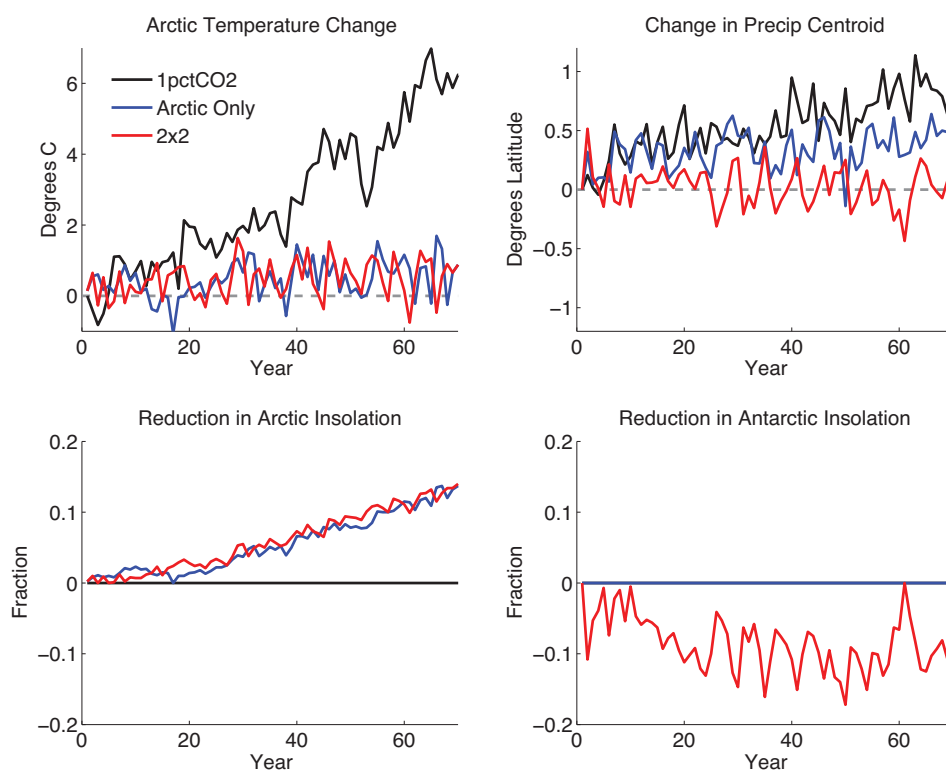 Arctic Temperature Change
6
4
2
0
Degrees C
1pctCO2
Arctic Only
2x2
0
20
40
60
Year
Change in Precip Centroid
1
0.5
0
−0.5
−1
Degrees Latitude
0
20
40
60
Year
Reduction in Arctic Insolation
0.2
0.1
0
−0.1
−0.2
Fraction
0
20
40
60
Year
Reduction in Antarctic Insolation
0.2
0.1
0
−0.1
−0.2
Fraction
0
20
40
60
Year